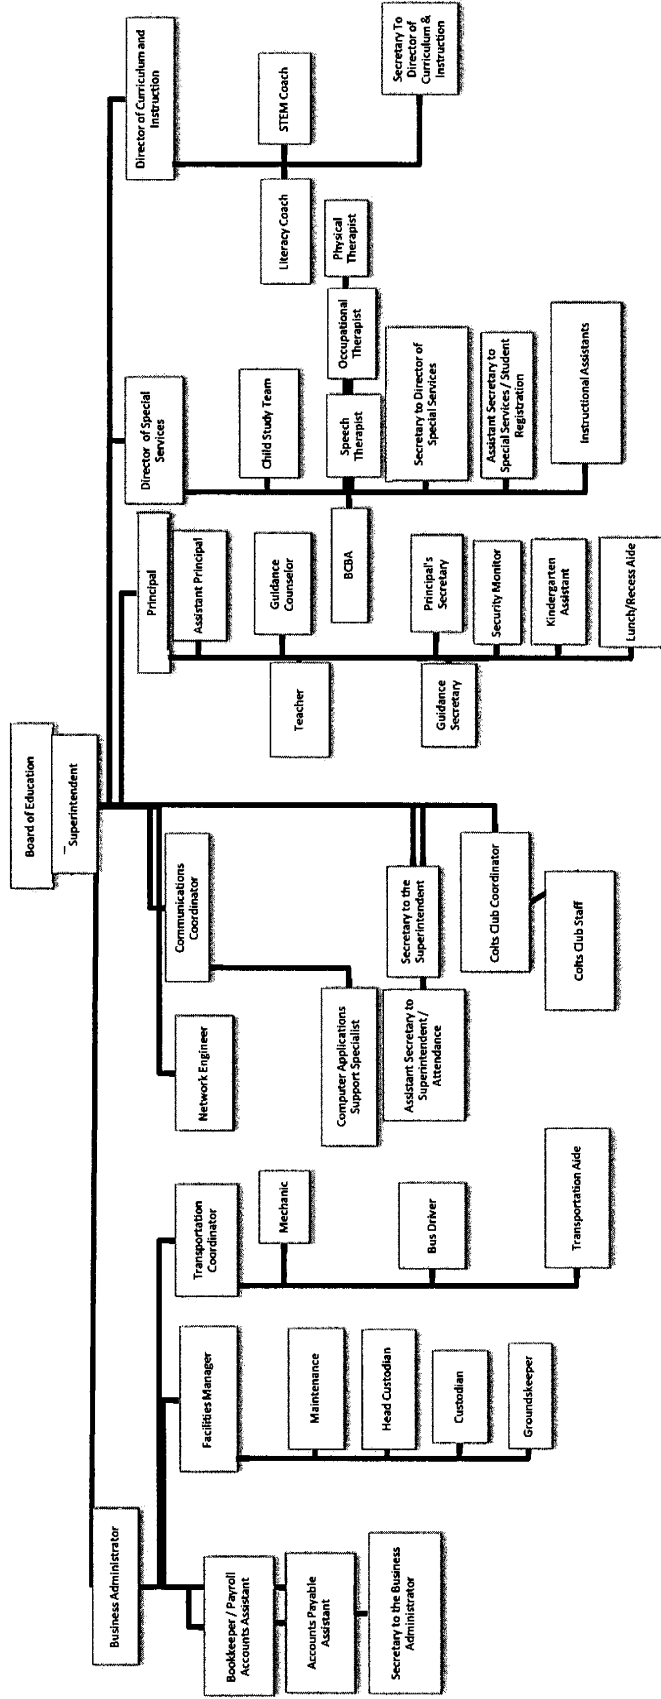 Board of Education
Superintendent
Business Administrator
Bookkeeper / Payroll
Accounts Assistant
Accounts Payable
Assistant
Secretary to the Business
Administrator
Facilities Manager
Maintenance
Head Custodian
Custodian
Groundskeeper
Transportation
Coordinator
Mechanic
Bus Driver
Transportation Aide
Network Engineer
Communications
Coordinator
Computer Applications
Support Specialist
Secretary to the
Superintendent
Assistant Secretary to
Superintendent /
Attendance
Colts Club Coordinator
Colts Club Staff
Principal
Assistant Principal
Guidance
Counselor
Teacher
Principal's
Secretary
Guidance
Secretary
Security Monitor
Kindergarten
Assistant
Lunch/Recess Aide
Director of Special
Services
Child Study Team
BCBA
Speech
Therapist
Occupational
Therapist
Physical
Therapist
Secretary to Director of
Special Services
Assistant Secretary to
Special Services / Student
Registration
Instructional Assistants
Director of Curriculum and
Instruction
Literacy Coach
STEM Coach
Secretary To
Director of
Curriculum &
Instruction